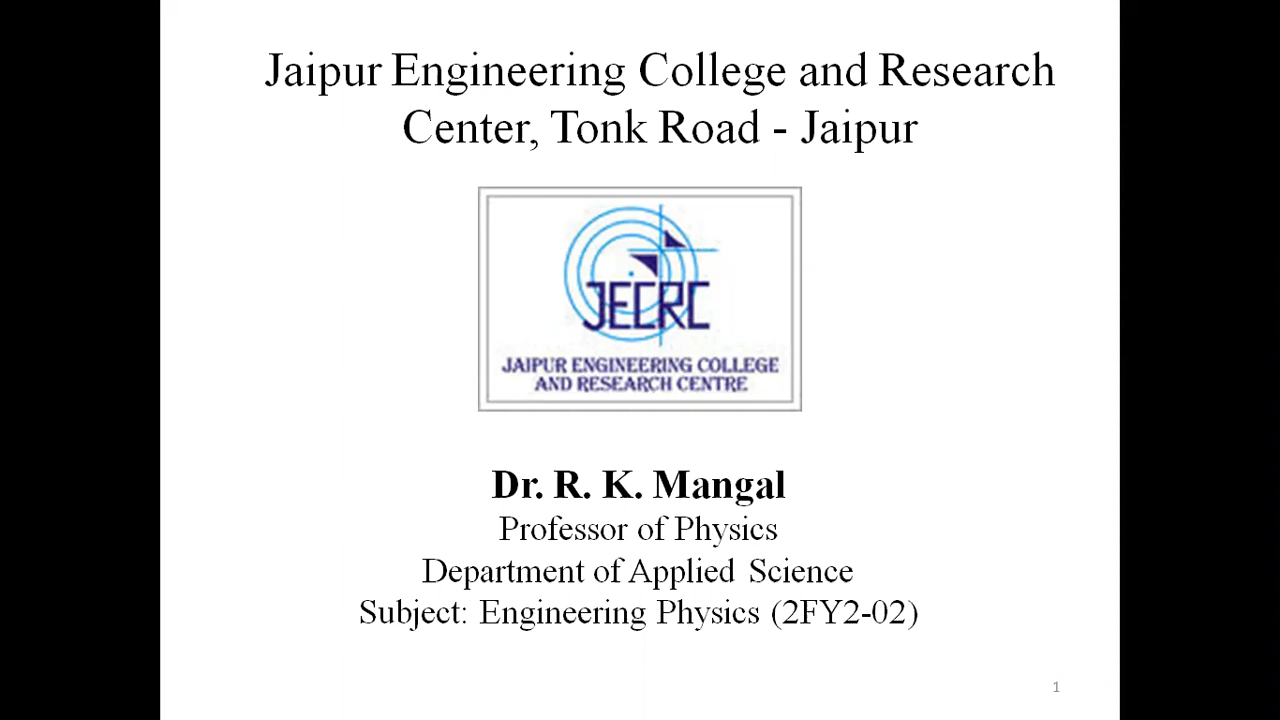 Jaipur Engineering College and Research
Center, Tonk Road - Jaipur
JECRC
JAIPUR ENGINEERING COLLEGE
AND RESEARCH CENTRE
Dr. R. K. Mangal
Professor of Physics
Department of Applied Science
Subject: Engineering Physics (2FY2-02)
1